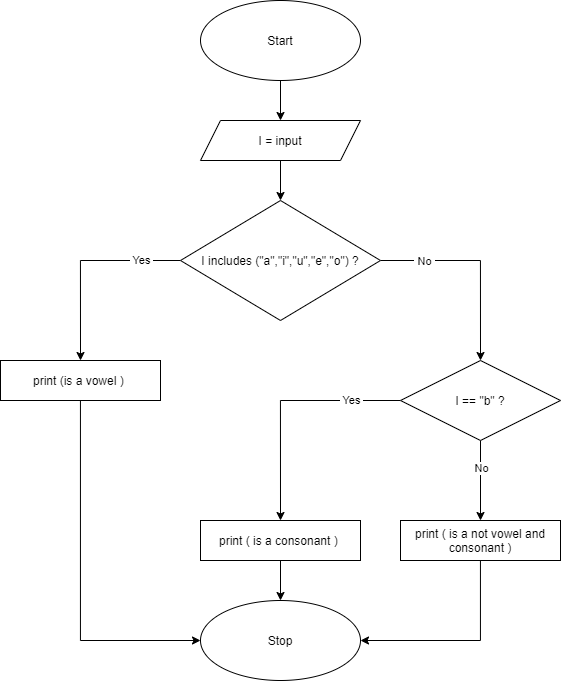 Start
I = input
I includes ("a","i","u","e","o") ?
Yes
No
print (is a vowel )
I == "b" ?
Yes
No
print ( is a consonant )
print ( is a not vowel and
consonant )
Stop